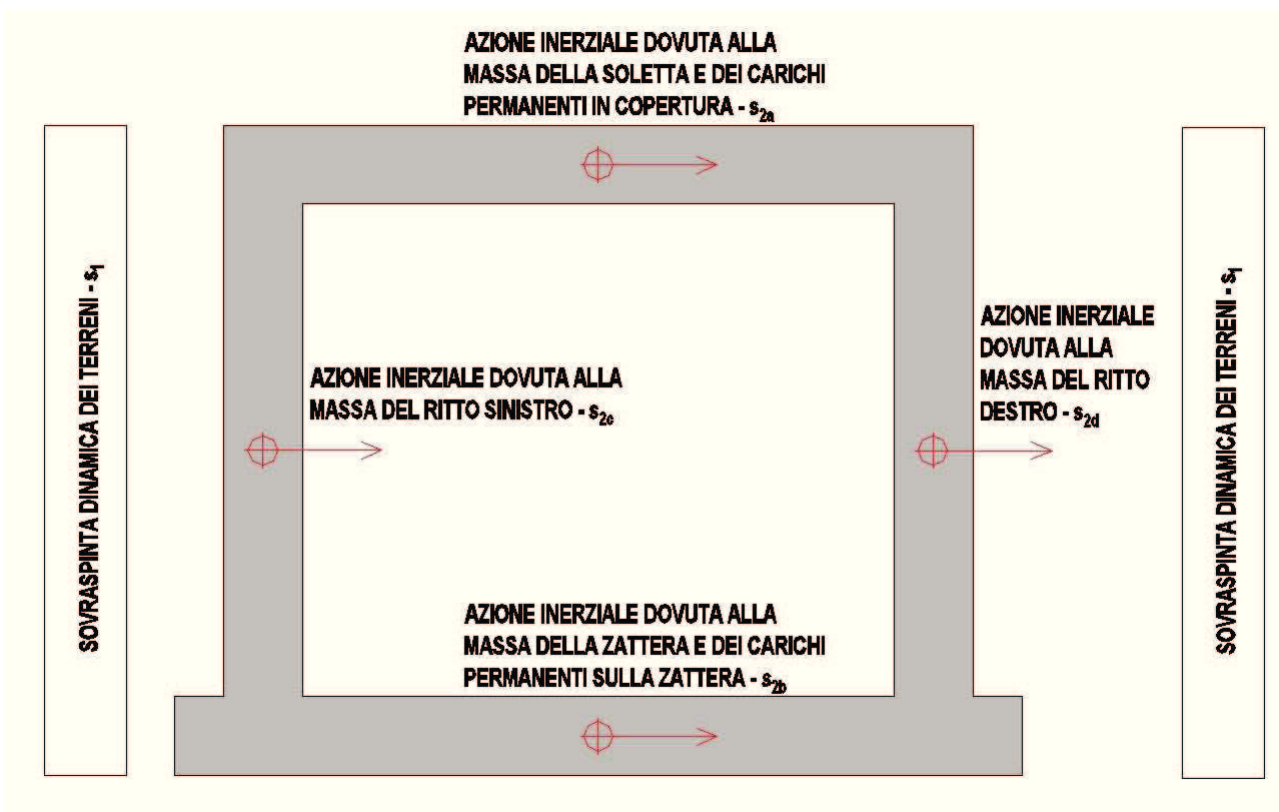 AZIONE INERZIALE DOVUTA ALLA
MASSA DELLA SOLETTA E DEI CARICHI
PERMANENTI IN COPERTURA - s2a
SOVRASPINTA DINAMICA DEI TERRENI - s1
AZIONE INERZIALE DOVUTA ALLA
MASSA DEL RITTO SINISTRO - s2c
AZIONE INERZIALE
DOVUTA ALLA
MASSA DEL RITTO
DESTRO - s2d
SOVRASPINTA DINAMICA DEI TERRENI - s1
AZIONE INERZIALE DOVUTA ALLA
MASSA DELLA ZATTERA E DEI CARICHI
PERMANENTI SULLA ZATTERA - s2b